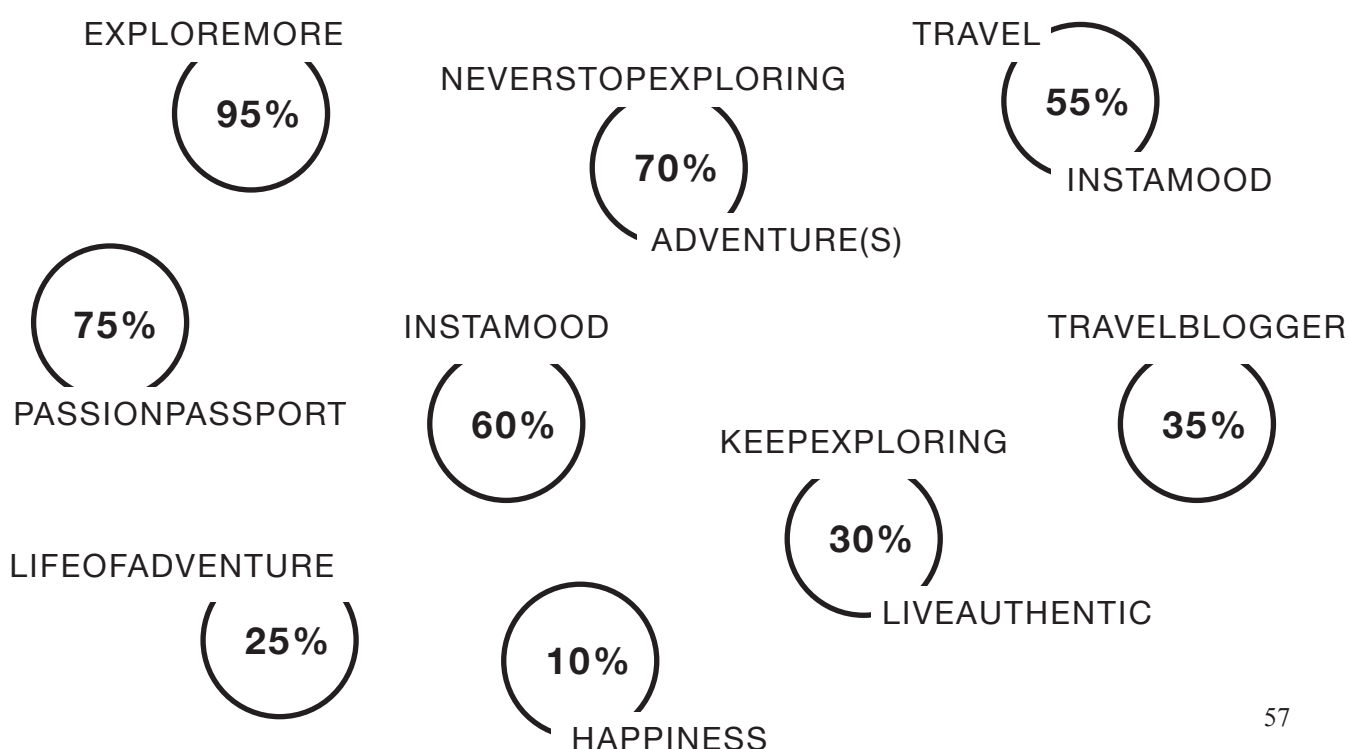 EXPLOREMORE
95%
NEVERSTOPEXPLORING
70%
ADVENTURE(S)
TRAVEL
55%
INSTAMOOD
75%
PASSIONPASSPORT
INSTAMOOD
60%
TRAVELBLOGGER
35%
KEEPEXPLORING
30%
LIVEAUTHENTIC
LIFEOFADVENTURE
25%
10%
HAPPINESS
57